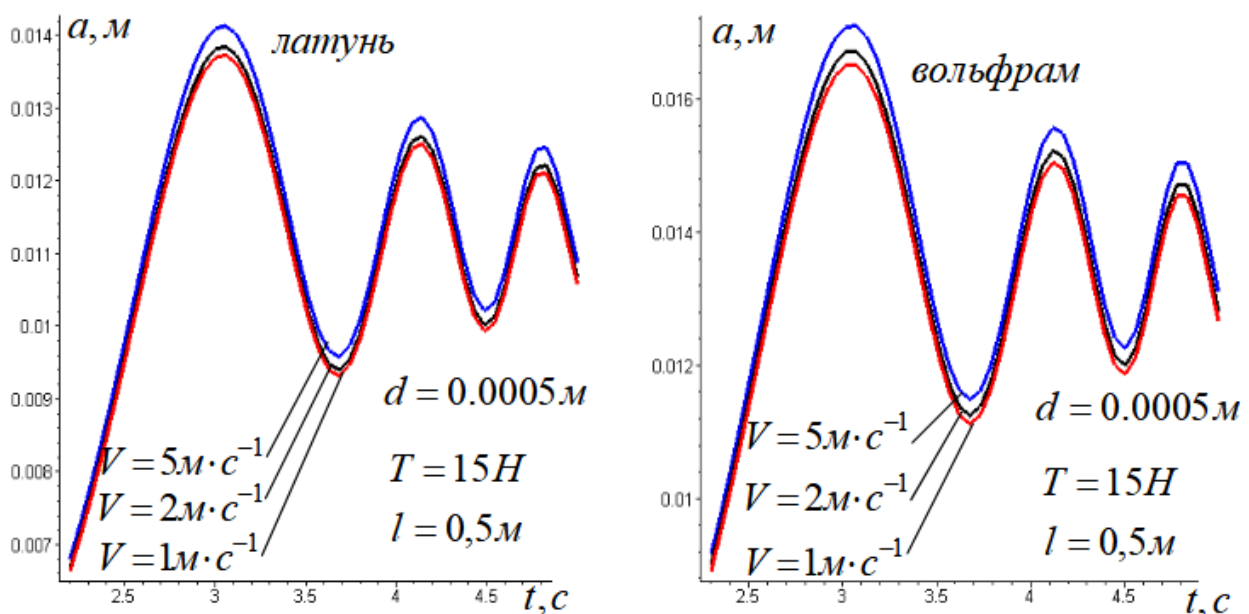 a, м
латунь
0.014
0.013
0.012
0.011
0.01
0.009
0.008
0.007
d = 0.0005м
V = 5м·с⁻¹
V = 2м·с⁻¹
V = 1м·с⁻¹
T = 15Н
l = 0,5м
2.5 3 3.5 4 4.5
t, с
a, м
вольфрам
0.016
0.014
0.012
0.01
d = 0.0005м
V = 5м·с⁻¹
V = 2м·с⁻¹
V = 1м·с⁻¹
T = 15Н
l = 0,5м
2.5 3 3.5 4 4.5
t, с